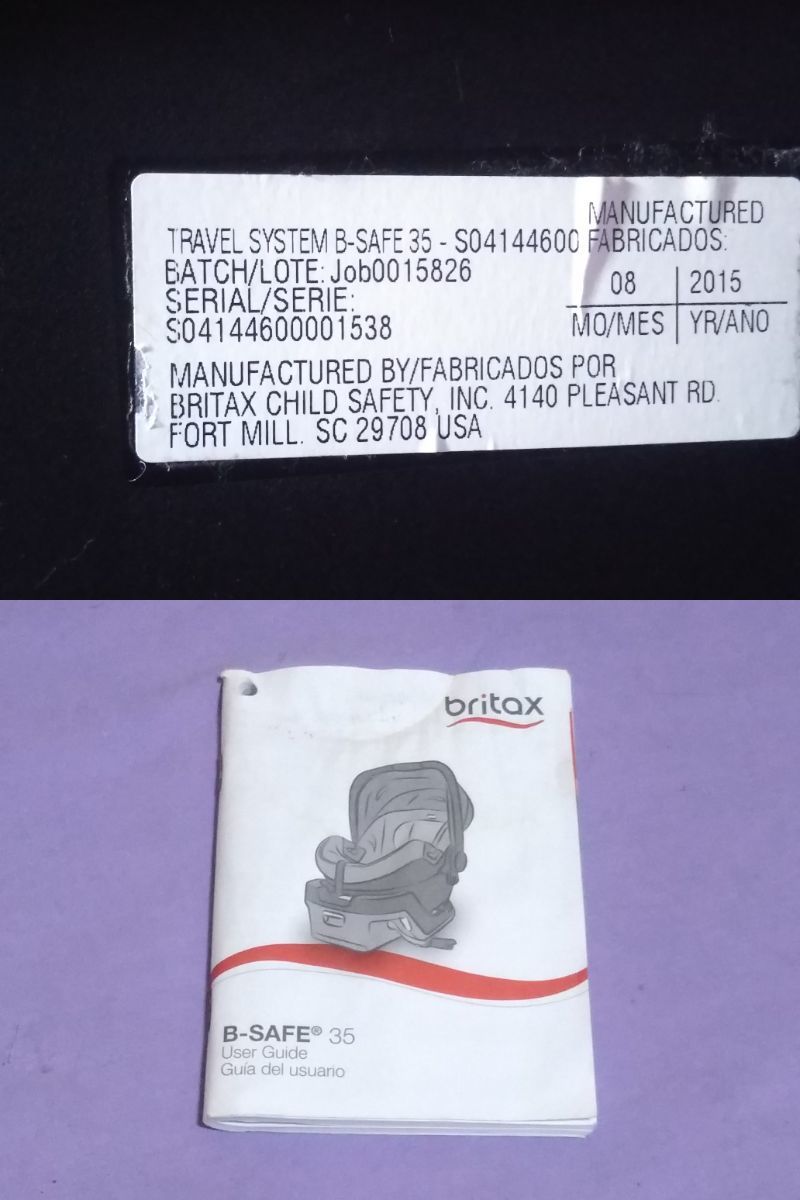 MANUFACTURED
TRAVEL SYSTEM B-SAFE 35 - S04144600 FABRICADOS:
BATCH/LOTE: Job0015826
08 2015
SERIAL/SERIE:
S04144600001538
MO/MES YR/ANO
MANUFACTURED BY/FABRICADOS POR
BRITAX CHILD SAFETY, INC. 4140 PLEASANT RD.
FORT MILL. SC 29708 USA
britax
B-SAFE® 35
User Guide
Guía del usuario